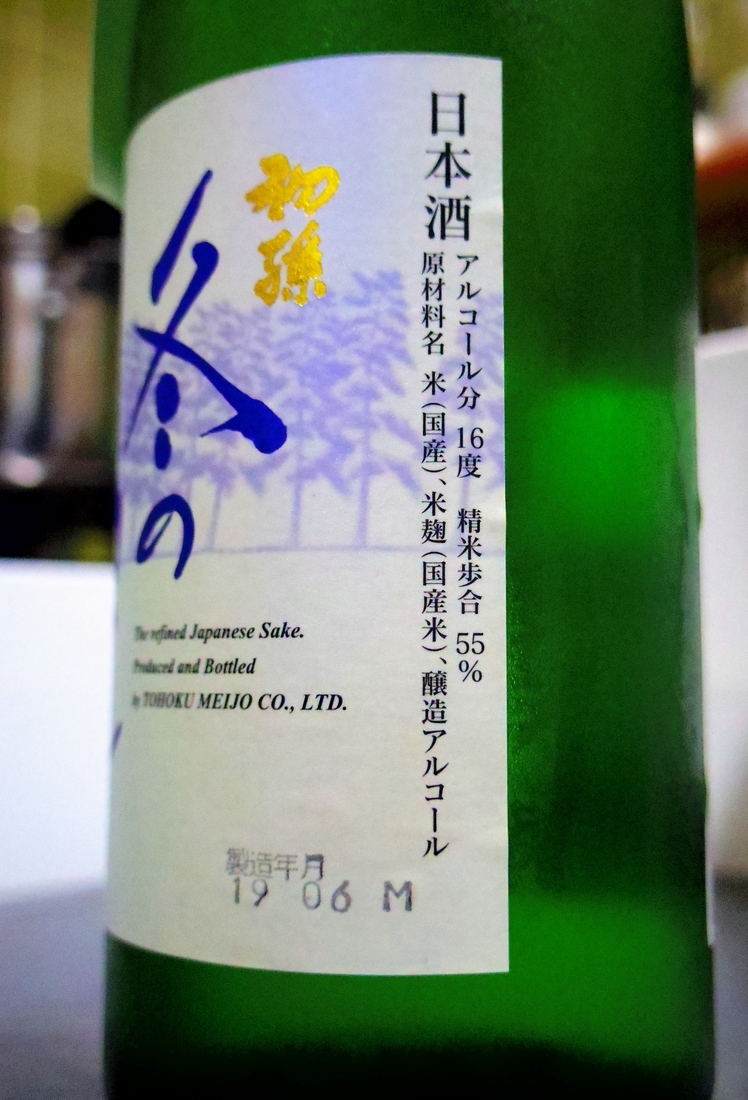 日本酒
アルコール分 16度 精米歩合 55%
原材料名 米(国産)、米麹(国産米)、醸造アルコール
初孫
冬の
The refined Japanese Sake.
Produced and Bottled
by TOHOKU MEIJO CO., LTD.
製造年月
19 06 M